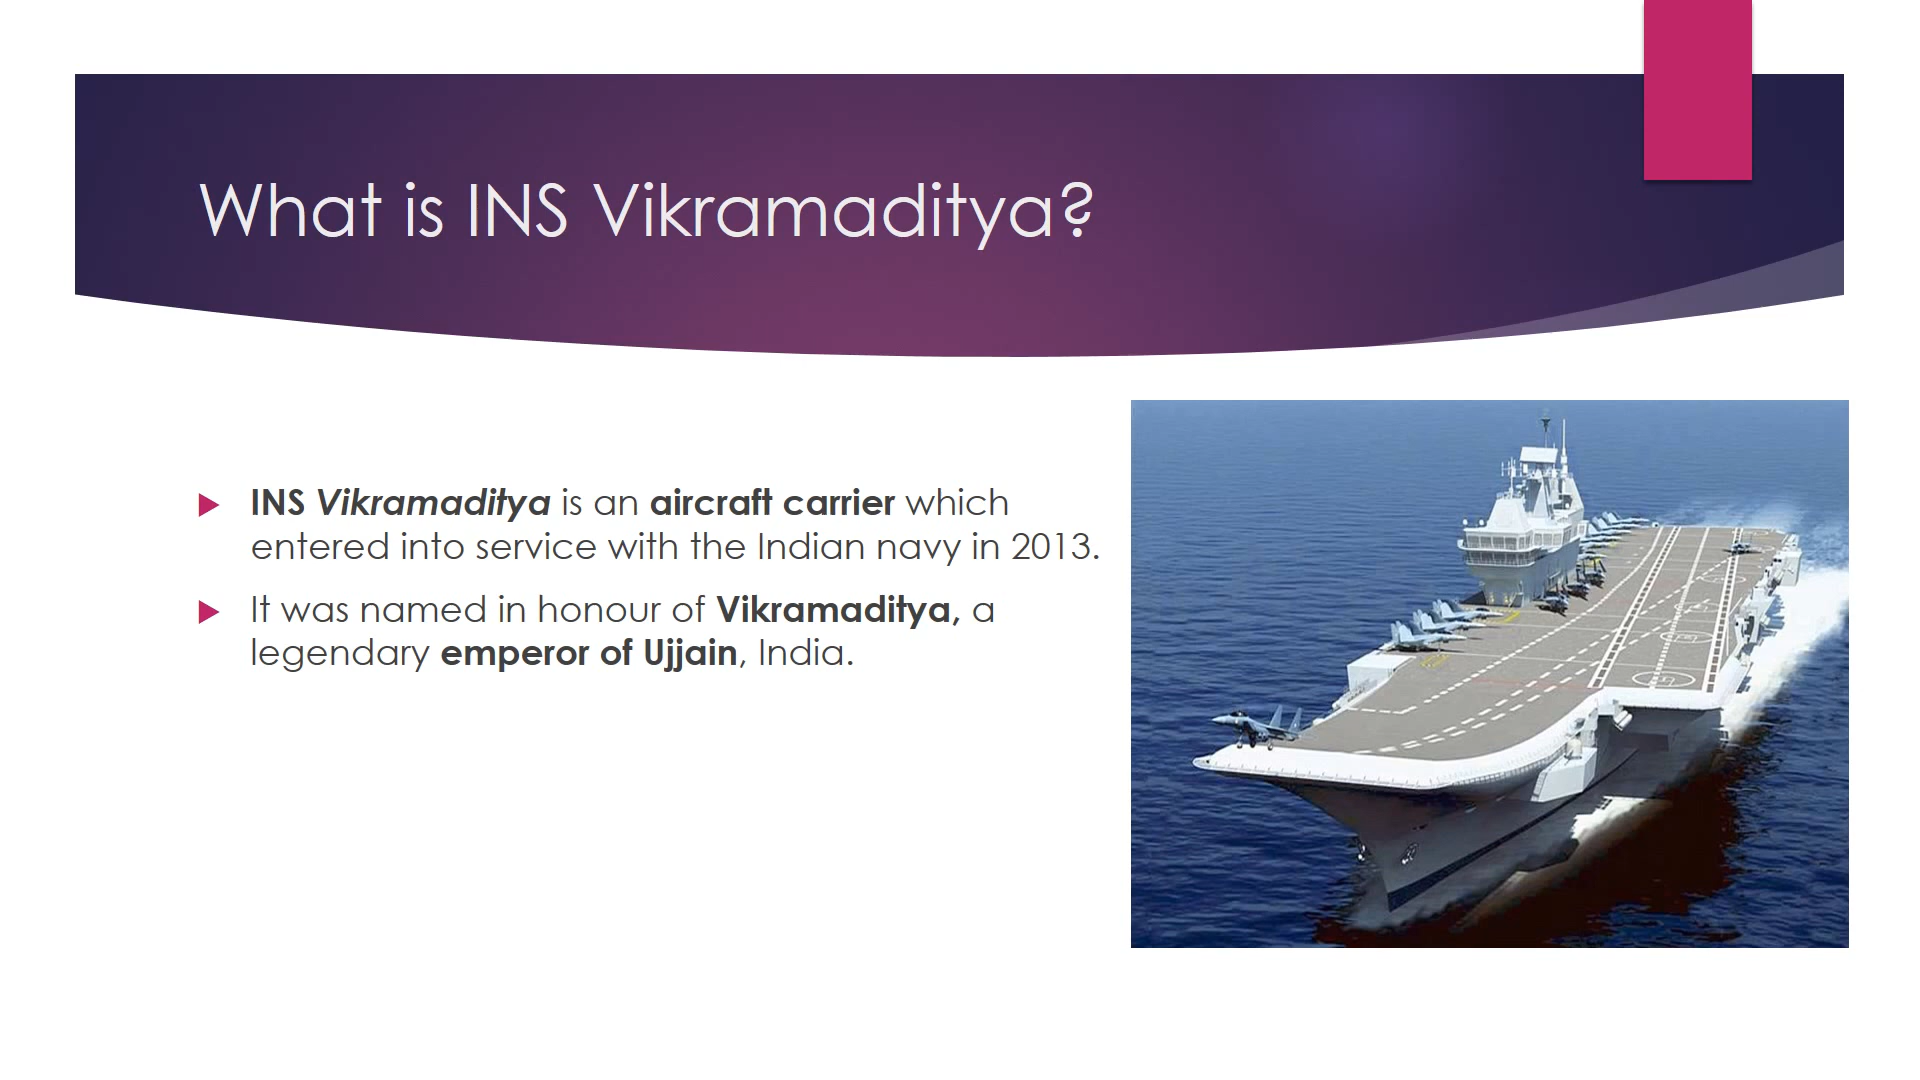 What is INS Vikramaditya?
INS Vikramaditya is an aircraft carrier which
entered into service with the Indian navy in 2013.
It was named in honour of Vikramaditya, a
legendary emperor of Ujjain, India.